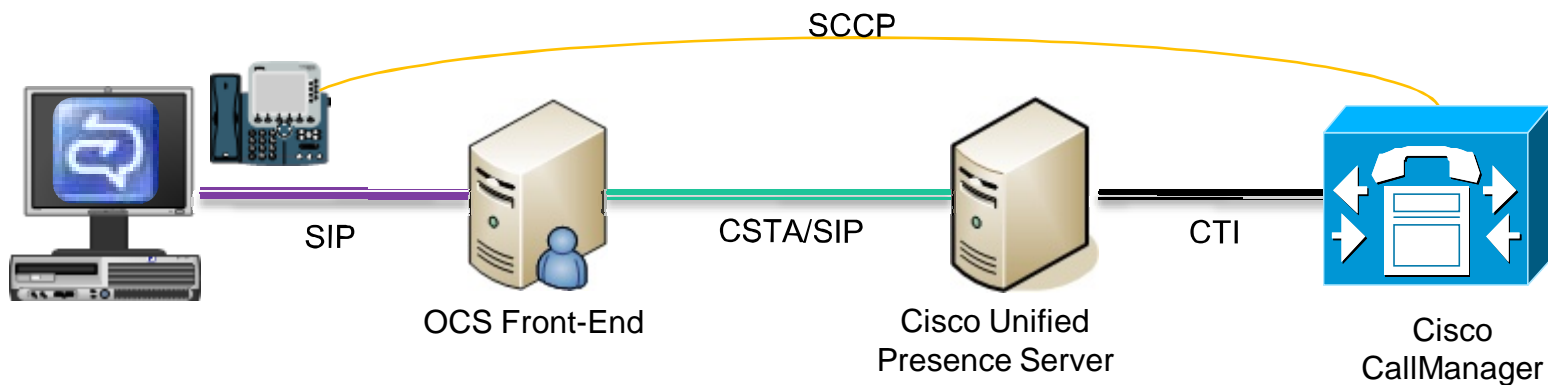 SCCP
SIP
CSTA/SIP
CTI
OCS Front-End
Cisco Unified
Presence Server
Cisco
CallManager